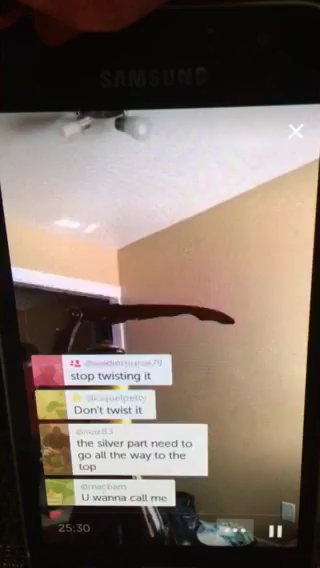 SAMSUNG
stop twisting it
Don't twist it
the silver part need to
go all the way to the
top
@macbam
U wanna call me
25:30